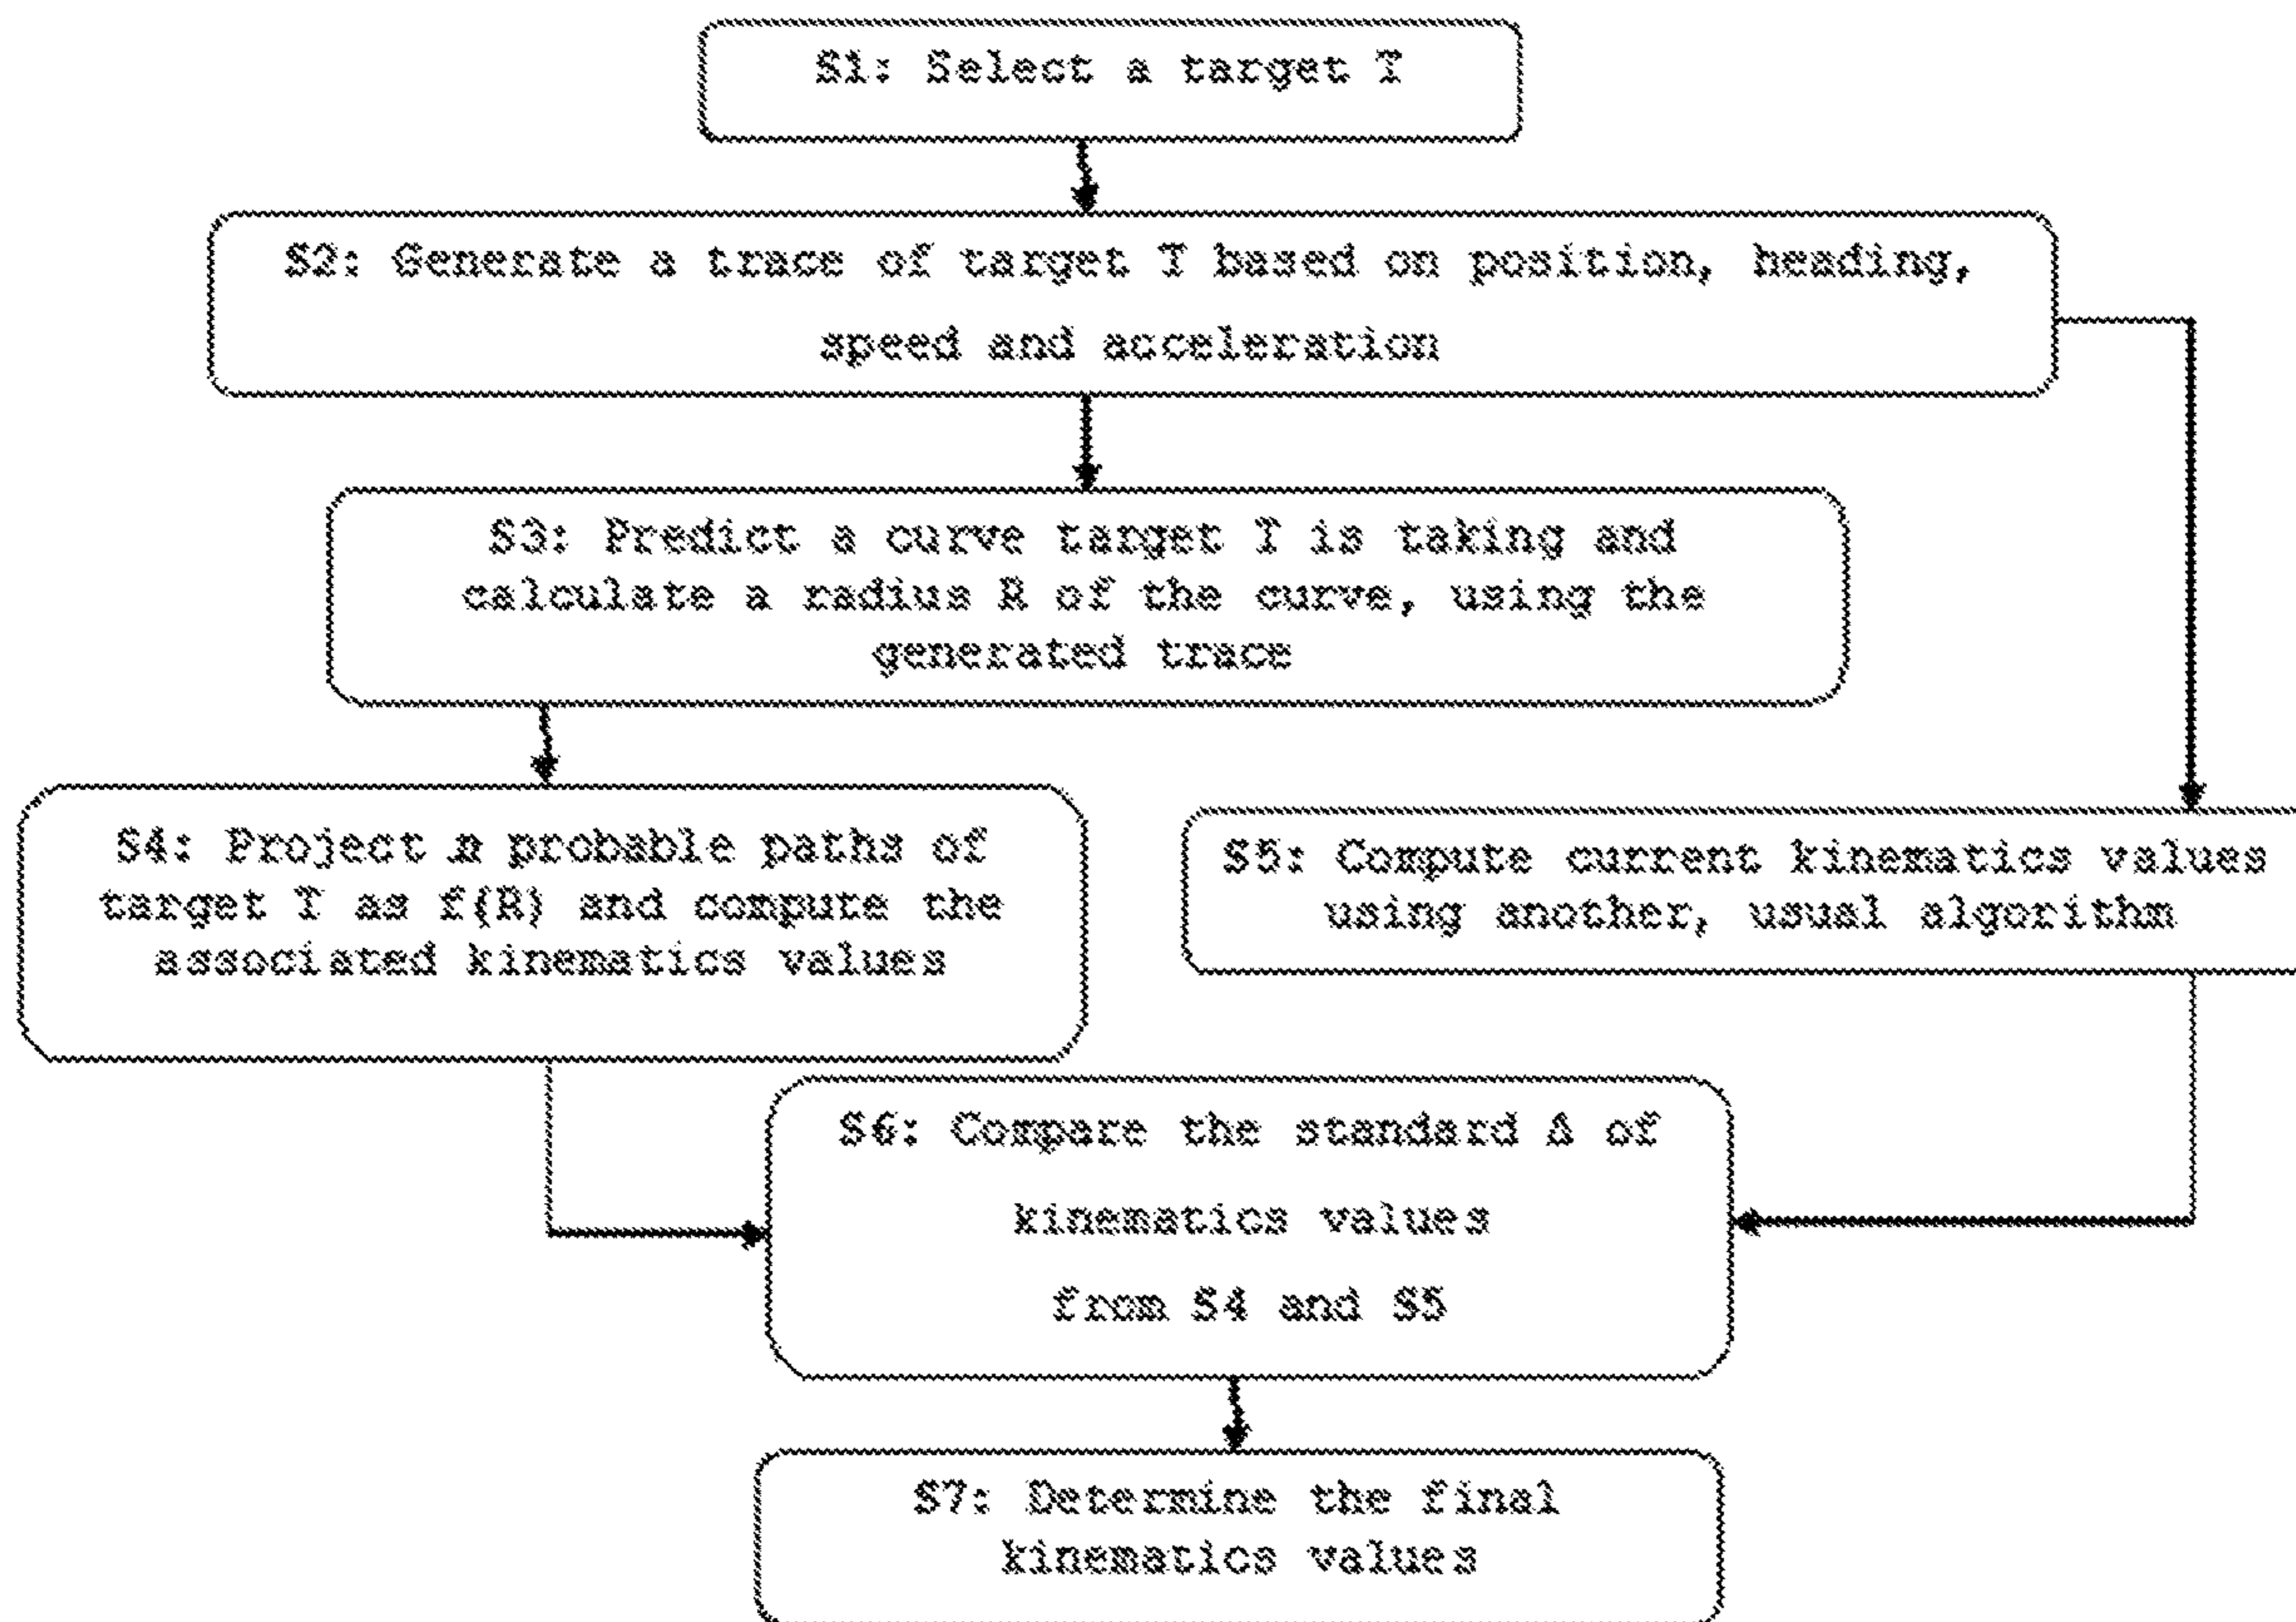 S1: Select a target T
S2: Generate a trace of target T based on position, heading,
speed and acceleration
S3: Predict a curve target T is taking and
calculate a radius R of the curve, using the
generated trace
S4: Project n probable paths of
target T as f(R) and compute the
associated kinematics values
S5: Compute current kinematics values
using another, usual algorithm
S6: Compare the standard Δ of
kinematics values
from S4 and S5
S7: Determine the final
kinematics values